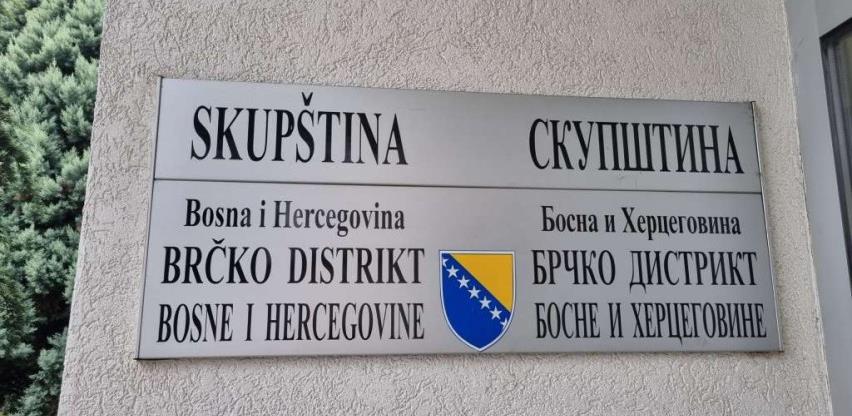 SKUPŠTINA
СКУПШТИНА
Bosna i Hercegovina
BRČKO DISTRIKT
BOSNE I HERCEGOVINE
Босна и Херцеговина
БРЧКО ДИСТРИКТ
БОСНЕ И ХЕРЦЕГОВИНЕ